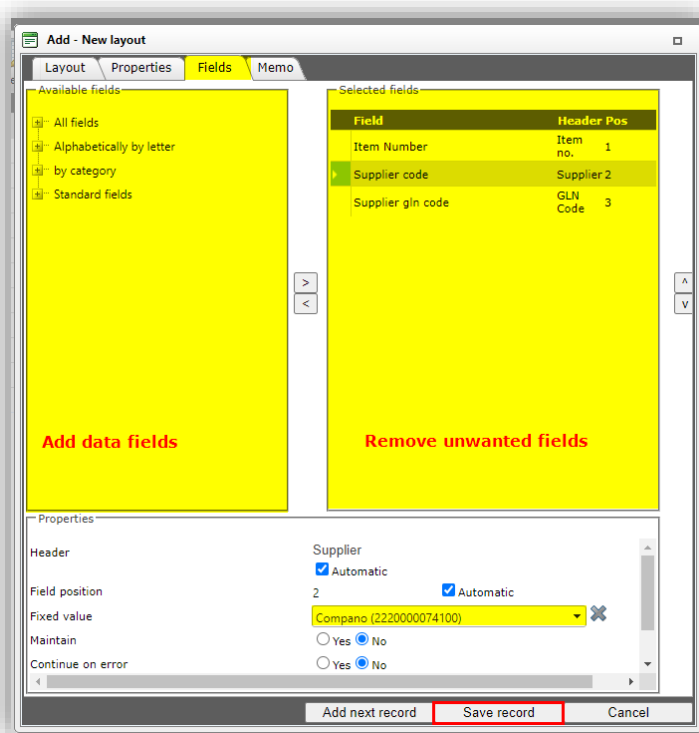 Add - New layout
Layout Properties Fields Memo
Available fields
All fields
Alphabetically by letter
by category
Standard fields
Add data fields
Selected fields
Field Header Pos
Item Number Item no. 1
Supplier code Supplier 2
Supplier gln code GLN Code 3
Remove unwanted fields
>
<
^
v
Properties
Header Supplier
Automatic
Field position 2 Automatic
Fixed value Compano (2220000074100)
Maintain Yes No
Continue on error Yes No
Add next record Save record Cancel